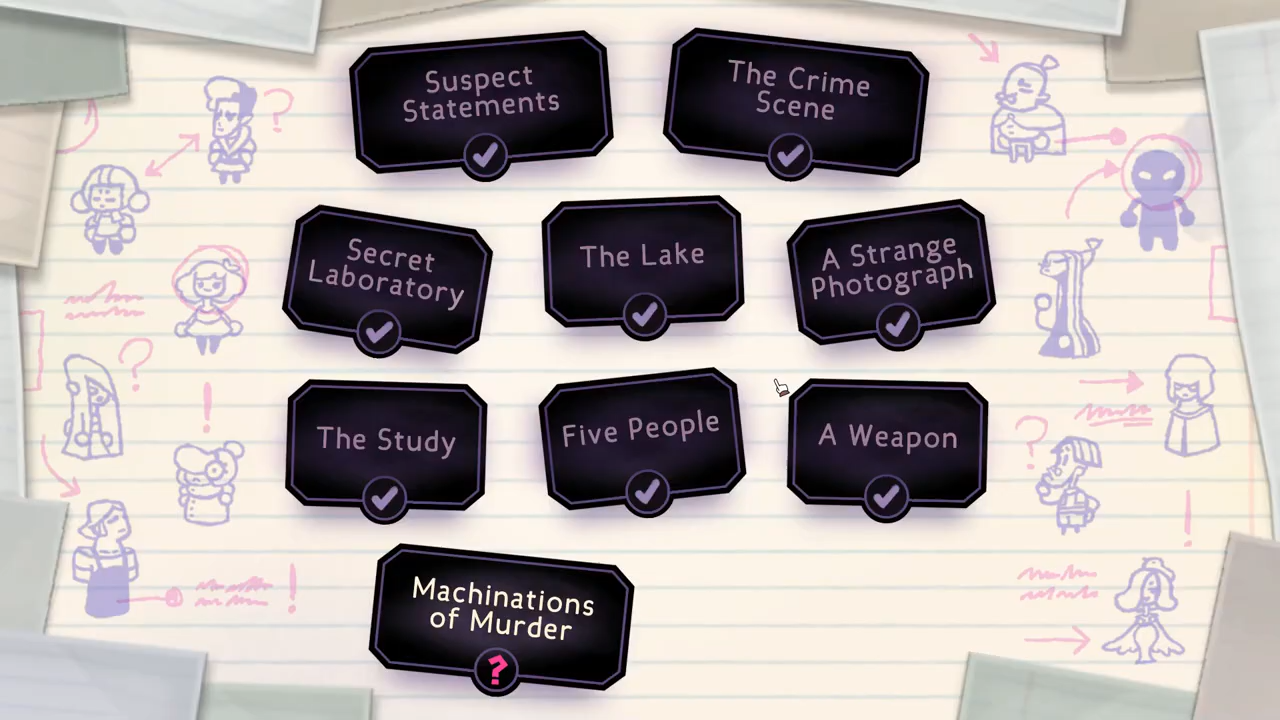 Suspect
Statements
The Crime
Scene
Secret
Laboratory
The Lake
A Strange
Photograph
The Study
Five People
A Weapon
Machinations
of Murder
?
?
?
!
!
?
!